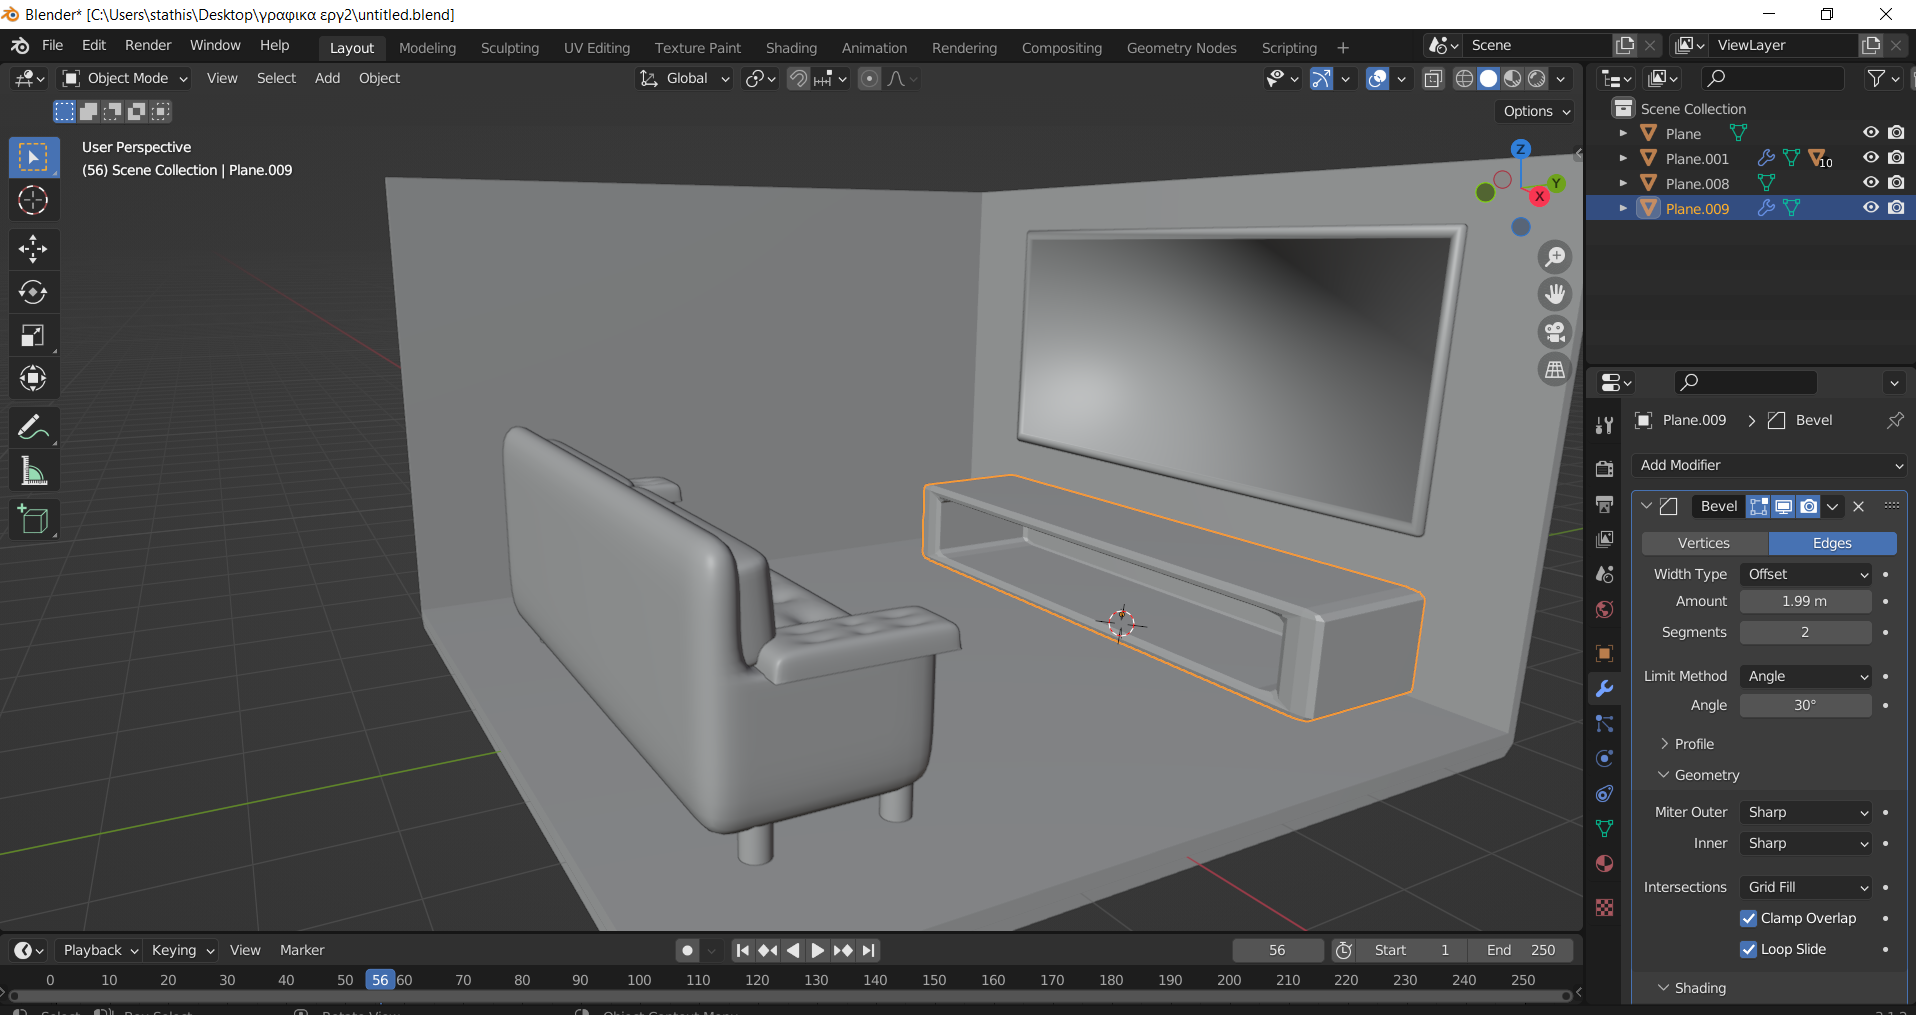 Blender* [C:\Users\stathis\Desktop\γραφικα εργ2\untitled.blend]
File Edit Render Window Help Layout Modeling Sculpting UV Editing Texture Paint Shading Animation Rendering Compositing Geometry Nodes Scripting + Scene ViewLayer
Object Mode View Select Add Object Global
Options
User Perspective
(56) Scene Collection | Plane.009
Z
Y
X
Scene Collection
Plane
Plane.001 10
Plane.008
Plane.009
Plane.009 > Bevel
Add Modifier
Bevel
Vertices Edges
Width Type Offset
Amount 1.99 m
Segments 2
Limit Method Angle
Angle 30°
Profile
Geometry
Miter Outer Sharp
Inner Sharp
Intersections Grid Fill
Clamp Overlap
Loop Slide
Shading
Playback Keying View Marker 56 Start 1 End 250
0 10 20 30 40 50 56 60 70 80 90 100 110 120 130 140 150 160 170 180 190 200 210 220 230 240 250